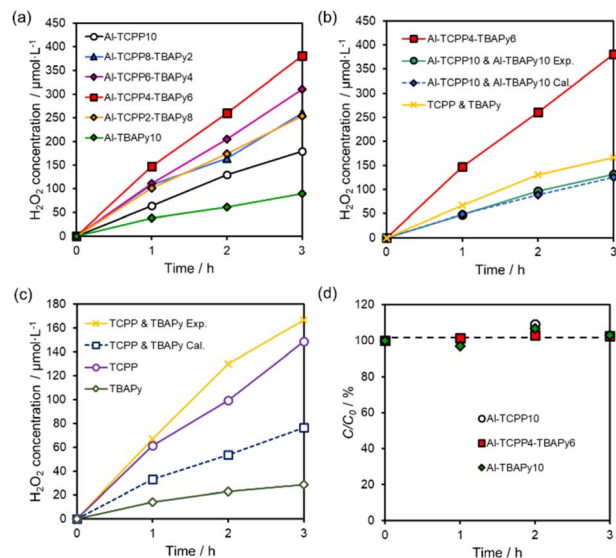 (a)
H₂O₂ concentration / μmol·L⁻¹
450
400
350
300
250
200
150
100
50
0
Al-TCPP10
Al-TCPP8-TBAPy2
Al-TCPP6-TBAPy4
Al-TCPP4-TBAPy6
Al-TCPP2-TBAPy8
Al-TBAPy10
0 1 2 3
Time / h
(b)
H₂O₂ concentration / μmol·L⁻¹
450
400
350
300
250
200
150
100
50
0
Al-TCPP4-TBAPy6
Al-TCPP10 & Al-TBAPy10 Exp.
Al-TCPP10 & Al-TBAPy10 Cal.
TCPP & TBAPy
0 1 2 3
Time / h
(c)
H₂O₂ concentration / μmol·L⁻¹
180
160
140
120
100
80
60
40
20
0
TCPP & TBAPy Exp.
TCPP & TBAPy Cal.
TCPP
TBAPy
0 1 2 3
Time / h
(d)
C/C₀ / %
120
100
80
60
40
20
0
Al-TCPP10
Al-TCPP4-TBAPy6
Al-TBAPy10
0 1 2 3
Time / h